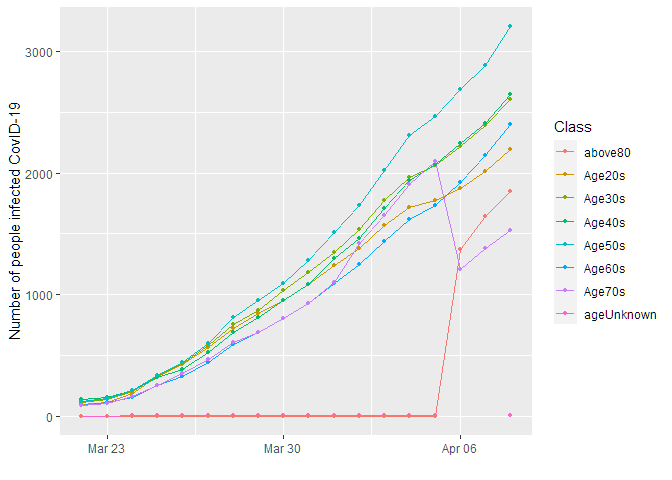 Number of people infected CovID-19
3000
2000
1000
0
Mar 23
Mar 30
Apr 06
Class
above80
Age20s
Age30s
Age40s
Age50s
Age60s
Age70s
ageUnknown